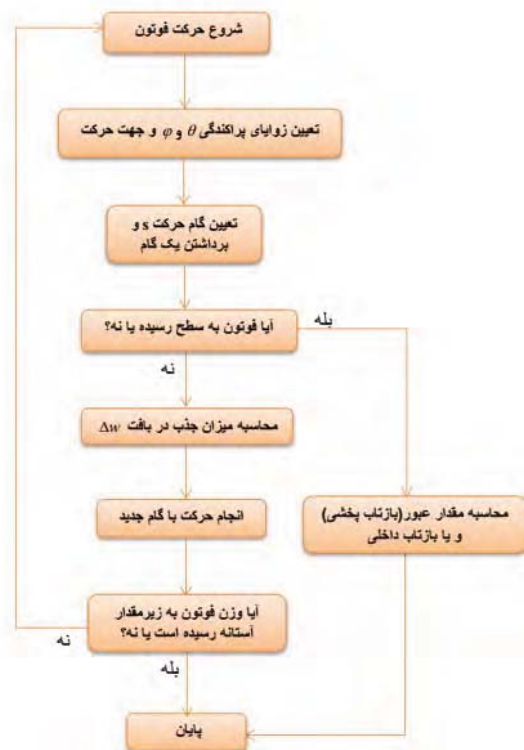 شروع حرکت فوتون
تعیین زوایای پراکندگی θ و φ و جهت حرکت
تعیین گام حرکت s و
برداشتن یک گام
آیا فوتون به سطح رسیده یا نه؟
بله
نه
محاسبه میزان جذب در بافت Δw
انجام حرکت با گام جدید
محاسبه مقدار عبور(بازتاب پخشی)
و یا بازتاب داخلی
آیا وزن فوتون به زیرمقدار
آستانه رسیده است یا نه؟
نه
بله
پایان